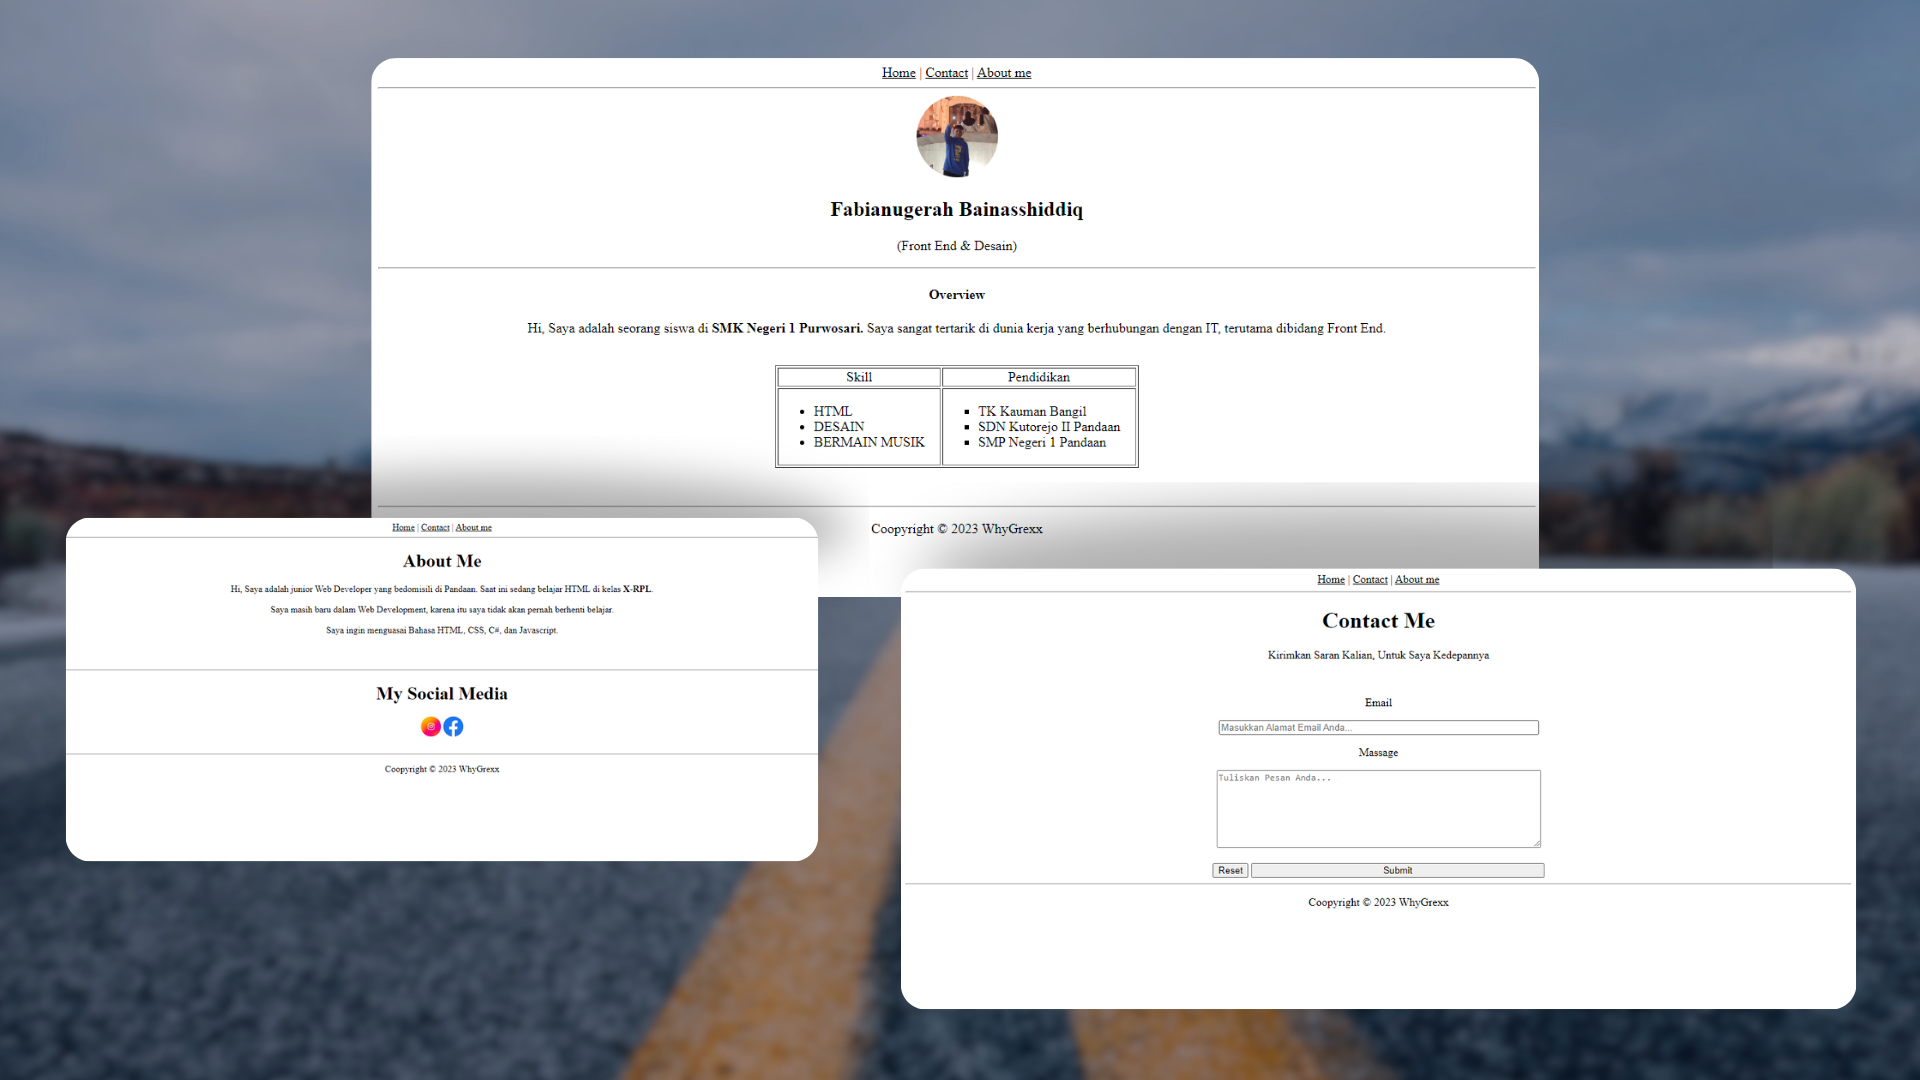 Home | Contact | About me
Fabianugerah Bainasshiddiq
(Front End & Desain)
Overview
Hi, Saya adalah seorang siswa di SMK Negeri 1 Purwosari. Saya sangat tertarik di dunia kerja yang berhubungan dengan IT, terutama dibidang Front End.
Skill
Pendidikan
HTML
DESAIN
BERMAIN MUSIK
TK Kauman Bangil
SDN Kutorejo II Pandaan
SMP Negeri 1 Pandaan
Coopyright © 2023 WhyGrexx
Home | Contact | About me
About Me
Hi, Saya adalah junior Web Developer yang bedomisili di Pandaan. Saat ini sedang belajar HTML di kelas X-RPL.
Saya masih baru dalam Web Development, karena itu saya tidak akan pernah berhenti belajar.
Saya ingin menguasai Bahasa HTML, CSS, C#, dan Javascript.
My Social Media
Coopyright © 2023 WhyGrexx
Home | Contact | About me
Contact Me
Kirimkan Saran Kalian, Untuk Saya Kedepannya
Email
Masukkan Alamat Email Anda...
Massage
Tuliskan Pesan Anda...
Reset Submit
Coopyright © 2023 WhyGrexx